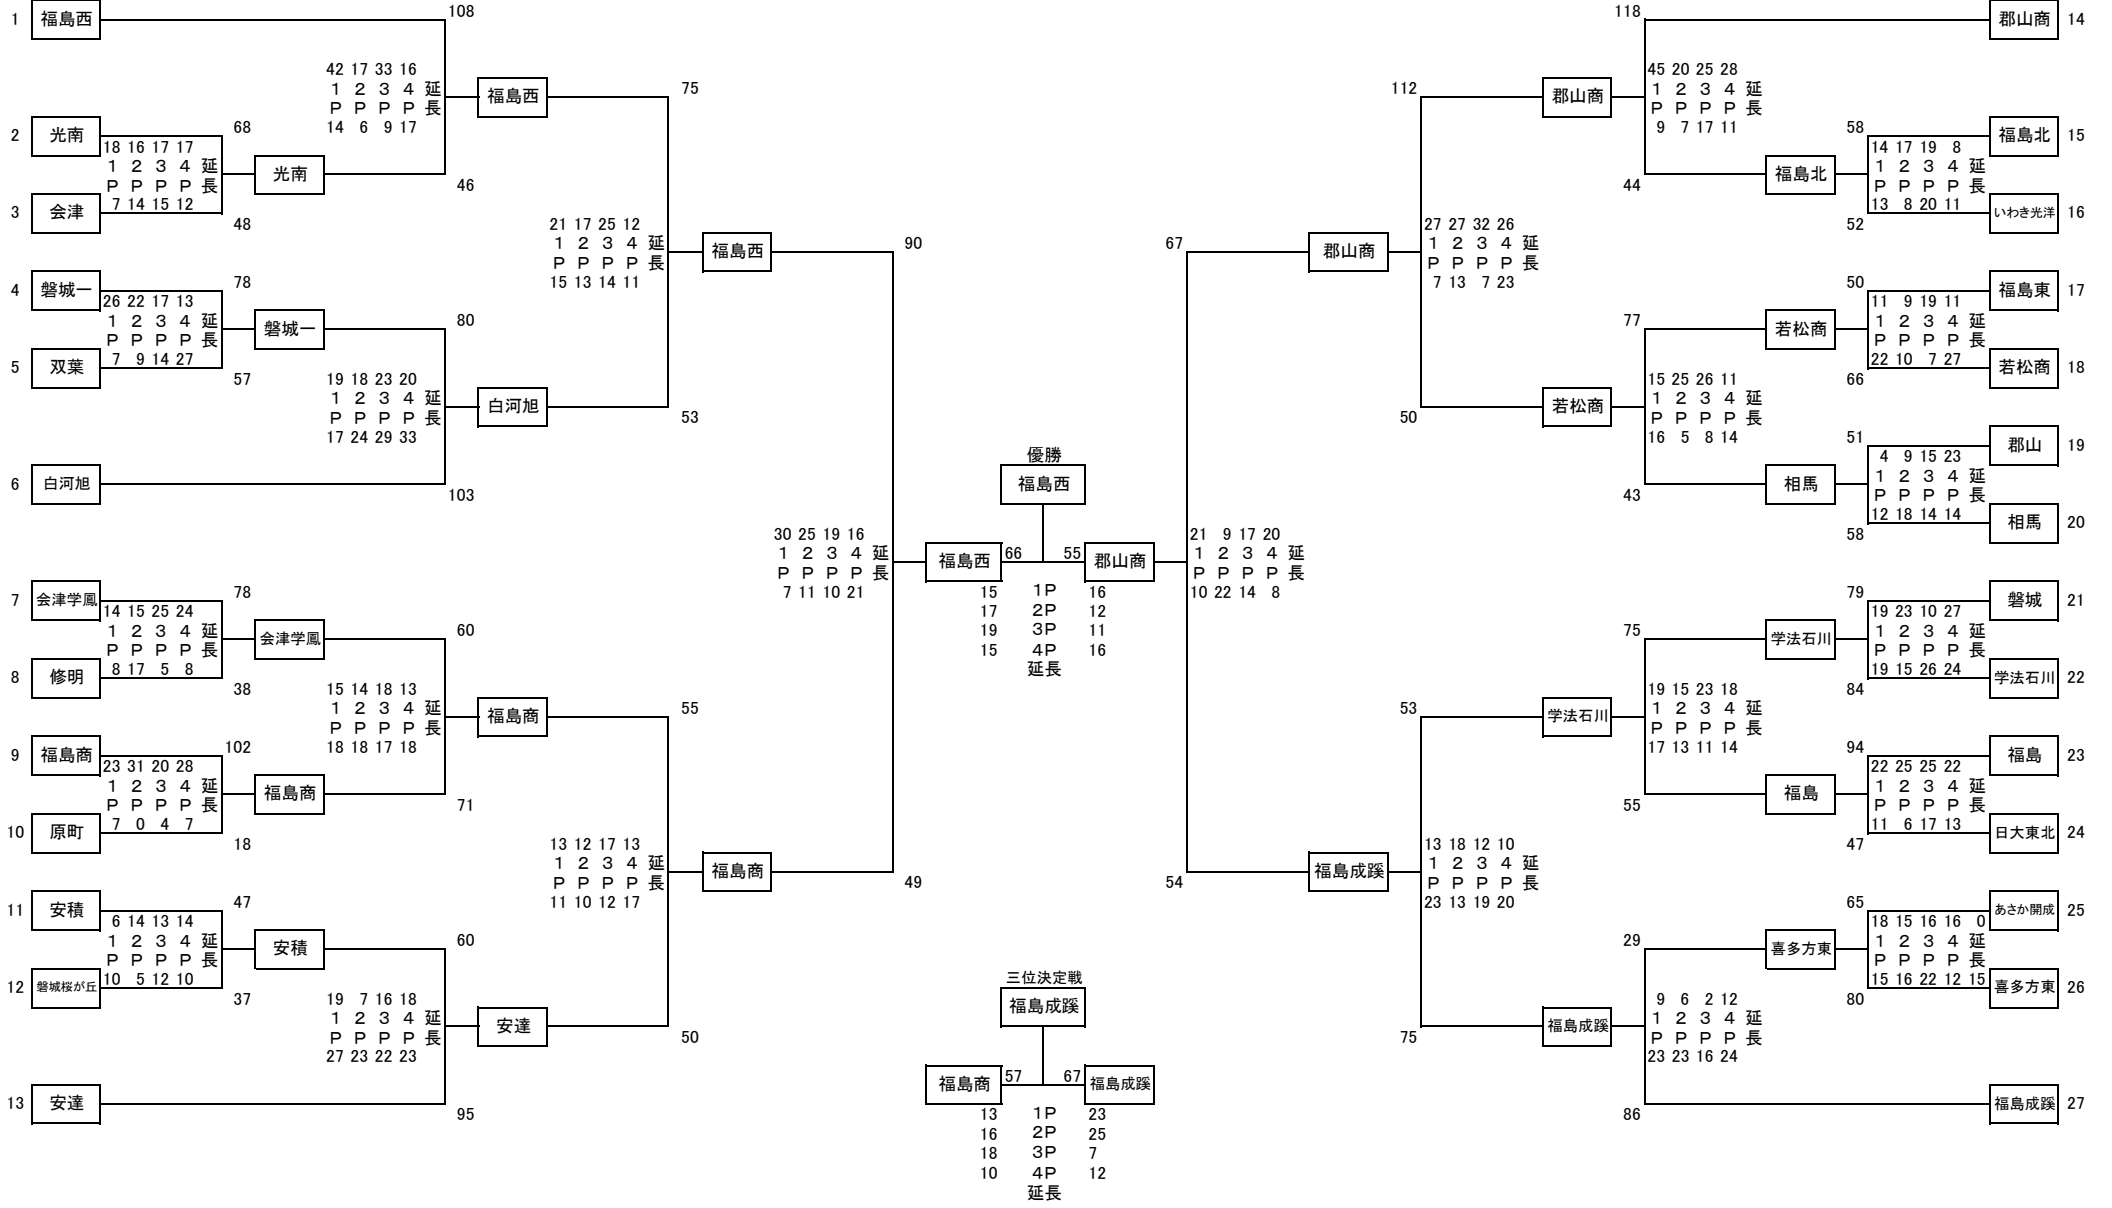 1 福島西 108
42 17 33 16
1 2 3 4 延
P P P P 長
14 6 9 17
福島西 75
2 光南 68
18 16 17 17
1 2 3 4 延
P P P P 長
7 14 15 12
光南 46
3 会津 48
21 17 25 12
1 2 3 4 延
P P P P 長
15 13 14 11
福島西 90
4 磐城一 78
26 22 17 13
1 2 3 4 延
P P P P 長
7 9 14 27
磐城一 80
5 双葉 57
19 18 23 20
1 2 3 4 延
P P P P 長
17 24 29 33
白河旭 53
6 白河旭 103
30 25 19 16
1 2 3 4 延
P P P P 長
7 11 10 21
7 会津学鳳 78
14 15 25 24
1 2 3 4 延
P P P P 長
8 17 5 8
会津学鳳 60
8 修明 38
15 14 18 13
1 2 3 4 延
P P P P 長
18 18 17 18
福島商 55
9 福島商 102
23 31 20 28
1 2 3 4 延
P P P P 長
7 0 4 7
福島商 71
10 原町 18
13 12 17 13
1 2 3 4 延
P P P P 長
11 10 12 17
福島商 49
11 安積 47
6 14 13 14
1 2 3 4 延
P P P P 長
10 5 12 10
安積 60
12 磐城桜が丘 37
19 7 16 18
1 2 3 4 延
P P P P 長
27 23 22 23
安達 50
13 安達 95
優勝
福島西
福島西 66 55 郡山商
15 1P 16
17 2P 12
19 3P 11
15 4P 16
延長
三位決定戦
福島成蹊
福島商 57 67 福島成蹊
13 1P 23
16 2P 25
18 3P 7
10 4P 12
延長
118 郡山商 14
45 20 25 28
1 2 3 4 延
P P P P 長
9 7 17 11
112 郡山商
58 福島北 15
14 17 19 8
1 2 3 4 延
P P P P 長
13 8 20 11
44 福島北
52 いわき光洋 16
27 27 32 26
1 2 3 4 延
P P P P 長
7 13 7 23
67 郡山商
50 福島東 17
11 9 19 11
1 2 3 4 延
P P P P 長
22 10 7 27
77 若松商
66 若松商 18
15 25 26 11
1 2 3 4 延
P P P P 長
16 5 8 14
50 若松商
51 郡山 19
4 9 15 23
1 2 3 4 延
P P P P 長
12 18 14 14
43 相馬
58 相馬 20
21 9 17 20
1 2 3 4 延
P P P P 長
10 22 14 8
79 磐城 21
19 23 10 27
1 2 3 4 延
P P P P 長
19 15 26 24
75 学法石川
84 学法石川 22
19 15 23 18
1 2 3 4 延
P P P P 長
17 13 11 14
53 学法石川
94 福島 23
22 25 25 22
1 2 3 4 延
P P P P 長
11 6 17 13
55 福島
47 日大東北 24
13 18 12 10
1 2 3 4 延
P P P P 長
23 13 19 20
54 福島成蹊
65 あさか開成 25
18 15 16 16 0
1 2 3 4 延
P P P P 長
15 16 22 12 15
29 喜多方東
80 喜多方東 26
9 6 2 12
1 2 3 4 延
P P P P 長
23 23 16 24
75 福島成蹊
86 福島成蹊 27